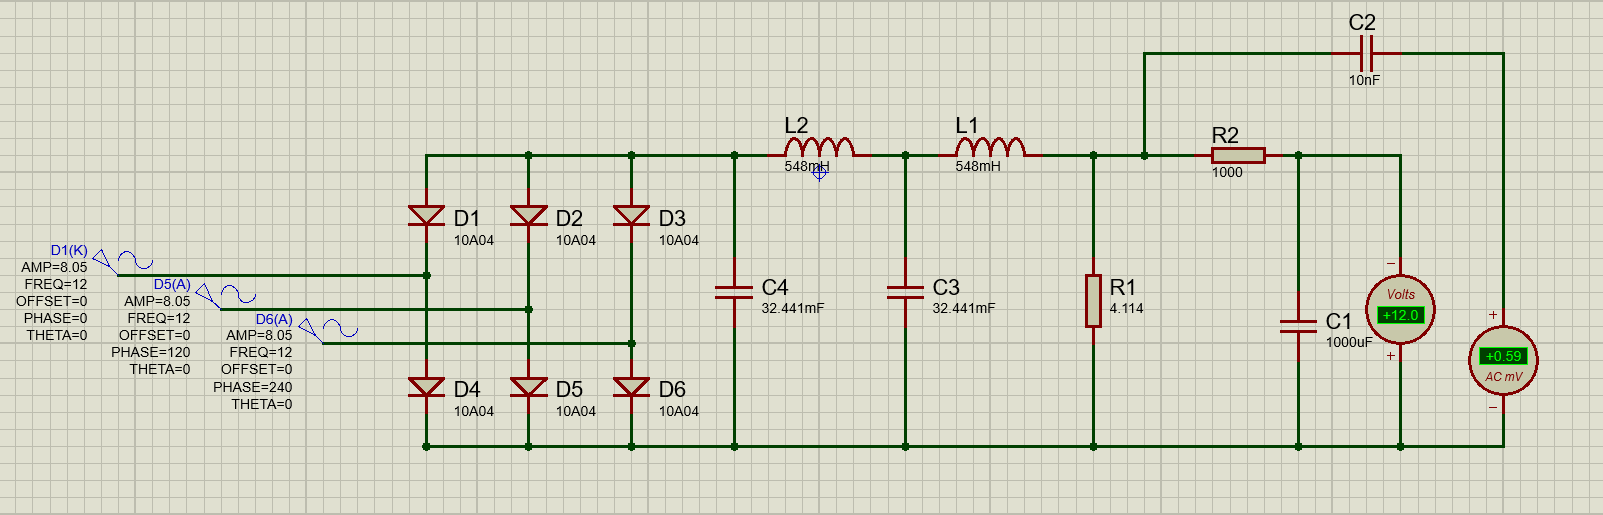 C2
10nF
L2
548mH
L1
548mH
R2
1000
D1
10A04
D2
10A04
D3
10A04
D1(K)
AMP=8.05
FREQ=12
OFFSET=0
PHASE=0
THETA=0
D5(A)
AMP=8.05
FREQ=12
OFFSET=0
PHASE=120
THETA=0
D6(A)
AMP=8.05
FREQ=12
OFFSET=0
PHASE=240
THETA=0
C4
32.441mF
C3
32.441mF
R1
4.114
C1
1000uF
−
Volts
+12.0
+
+
+0.59
AC mV
−
D4
10A04
D5
10A04
D6
10A04